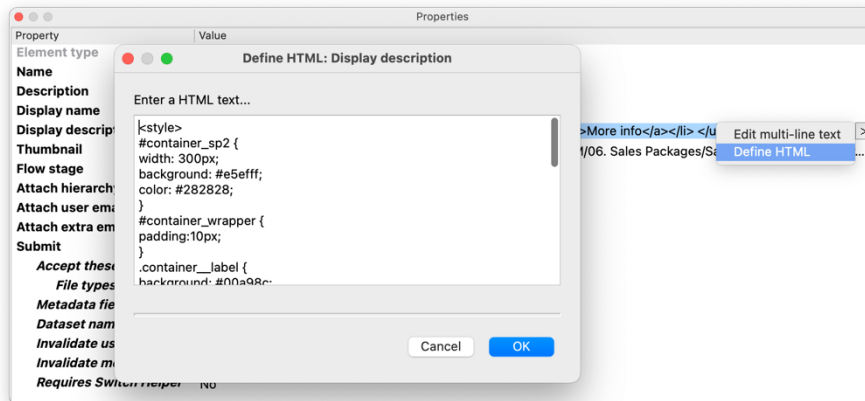 Properties
Property Value
Element type
Name
Description
Display name
Display descript >More info</a></li> </u
Thumbnail 1/06. Sales Packages/Sa ...
Flow stage
Attach hierarchy
Attach user ema
Attach extra em
Submit
Accept these
File types
Metadata fie
Dataset nam
Invalidate us
Invalidate m
Requires Switch Helper No
Define HTML: Display description
Enter a HTML text...
<style>
#container_sp2 {
width: 300px;
background: #e5efff;
color: #282828;
}
#container_wrapper {
padding:10px;
}
.container__label {
background: #00a98c;
Cancel OK
Edit multi-line text
Define HTML